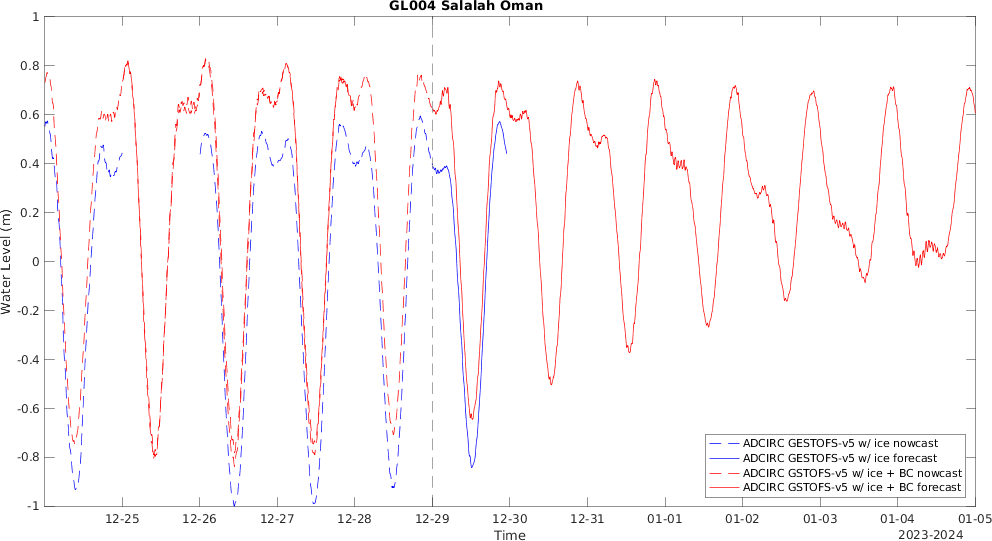 GL004 Salalah Oman
1
0.8
0.6
0.4
0.2
0
-0.2
-0.4
-0.6
-0.8
-1
Water Level (m)
ADCIRC GESTOFS-v5 w/ ice nowcast
ADCIRC GESTOFS-v5 w/ ice forecast
ADCIRC GSTOFS-v5 w/ ice + BC nowcast
ADCIRC GSTOFS-v5 w/ ice + BC forecast
12-25 12-26 12-27 12-28 12-29 12-30 12-31 01-01 01-02 01-03 01-04 01-05
Time
2023-2024